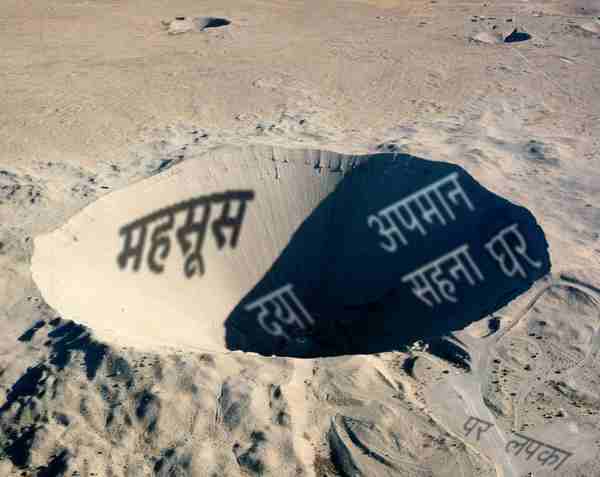 महसूस
अपमान
सहना घर
दया
पर लपका